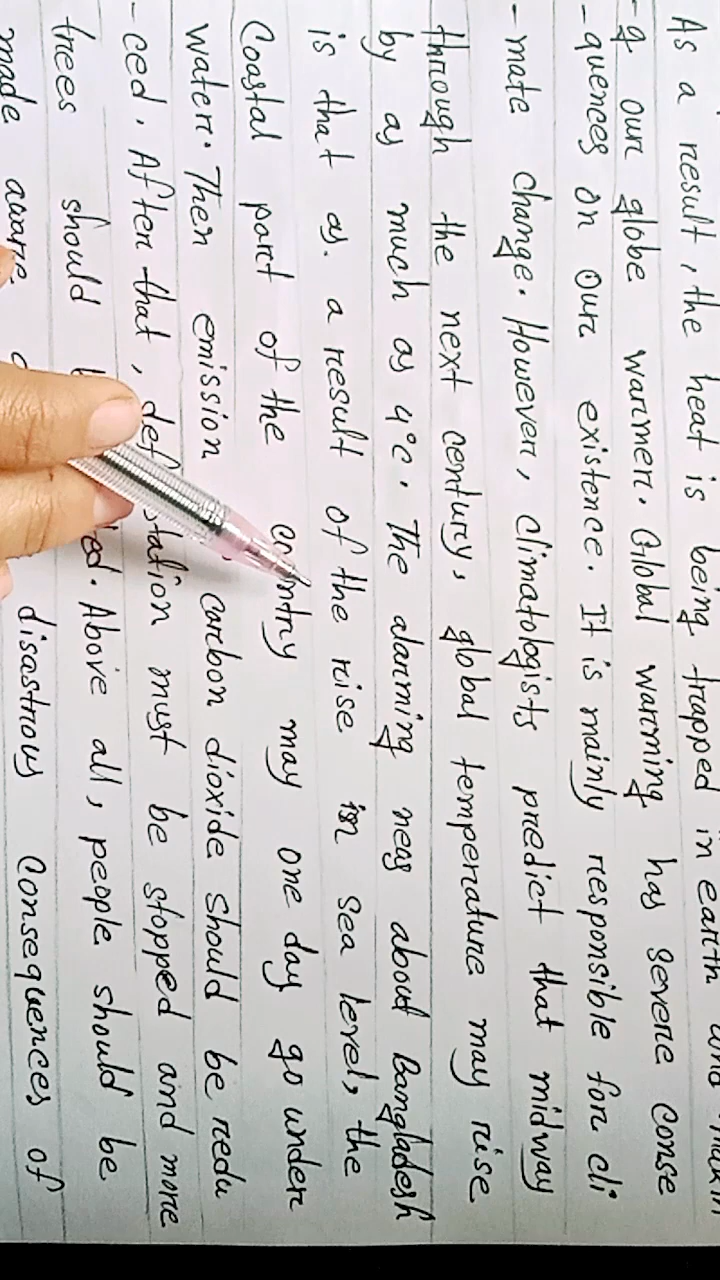 As a result, the heat is being trapped in earth and makin
-g our globe warmer. Global warming has severe conse
-quences on our existence. It is mainly responsible for cli
-mate change. However, climatologists predict that midway
through the next century, global temperature may rise
by as much as 4°c. The alarming neas about Bangladesh
is that as. a result of the rise in sea level, the
Coastal part of the country may one day go under
water. Then emission carbon dioxide should be redu
-ced. After that, must be stopped and more
trees should Above all, people should be
made aware disastrous consequences of